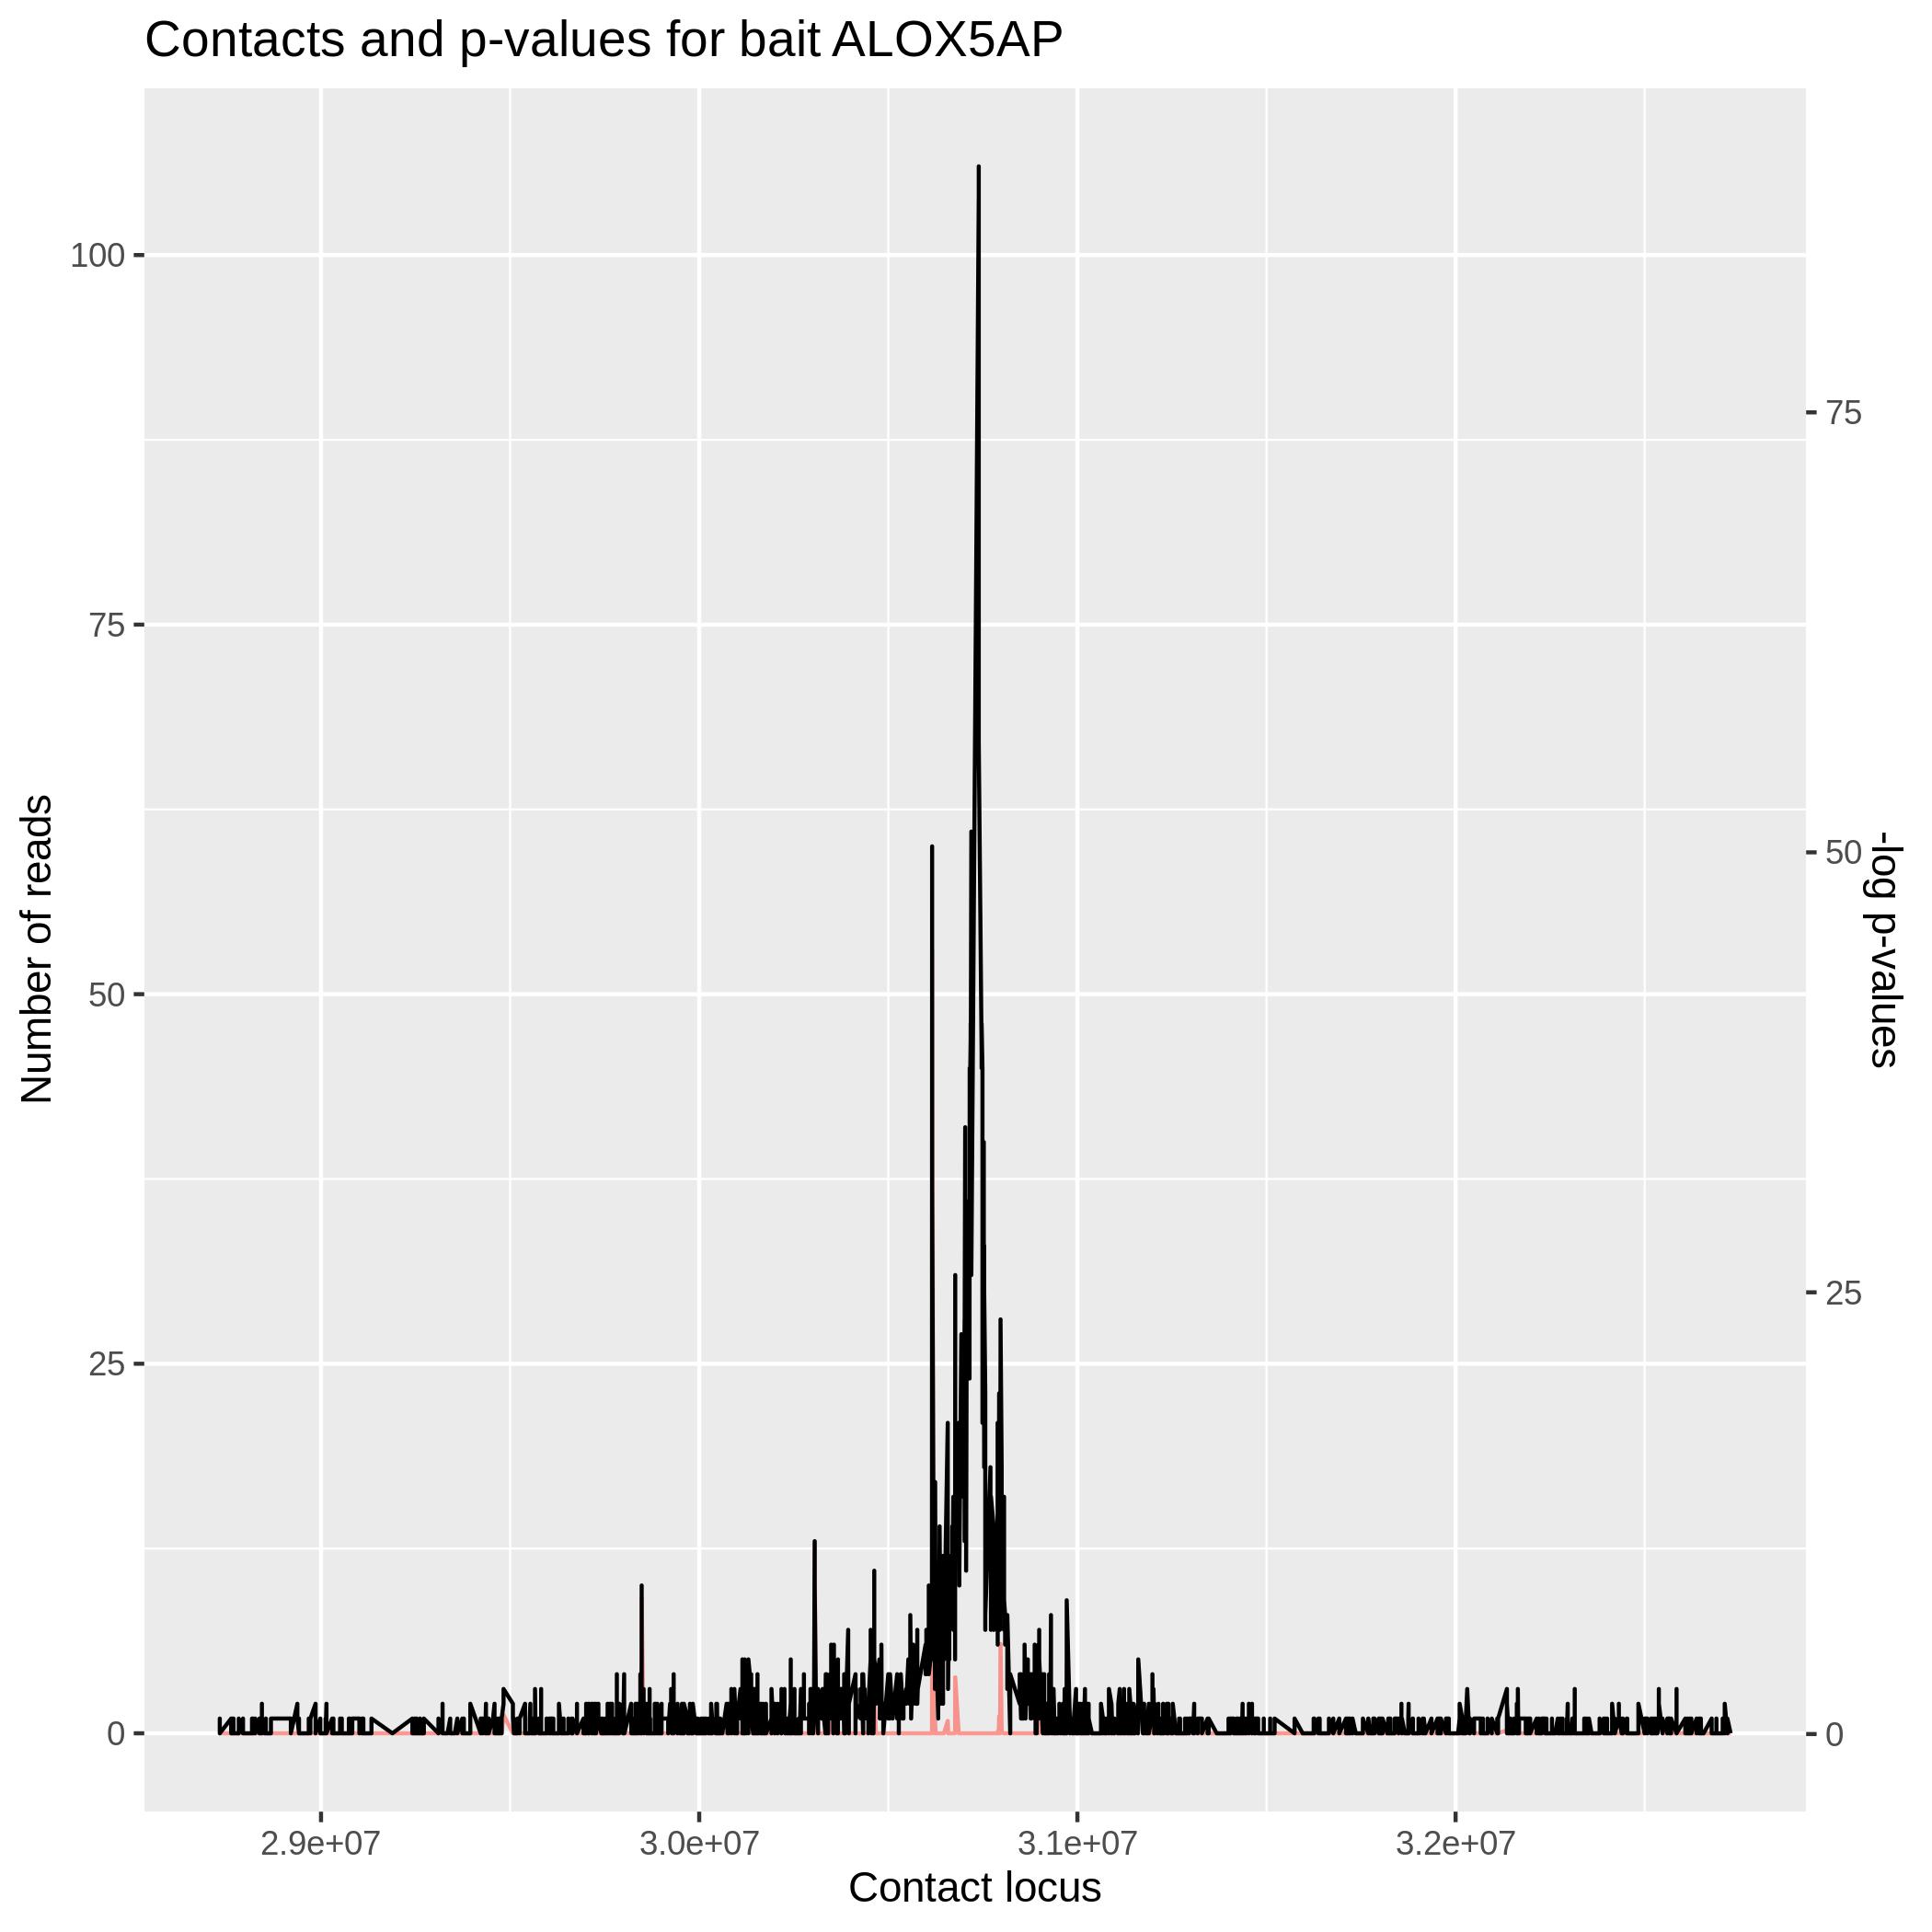 Contacts and p-values for bait ALOX5AP
100
75
50
25
0
Number of reads
75
50
25
0
-log p-values
2.9e+07 3.0e+07 3.1e+07 3.2e+07
Contact locus